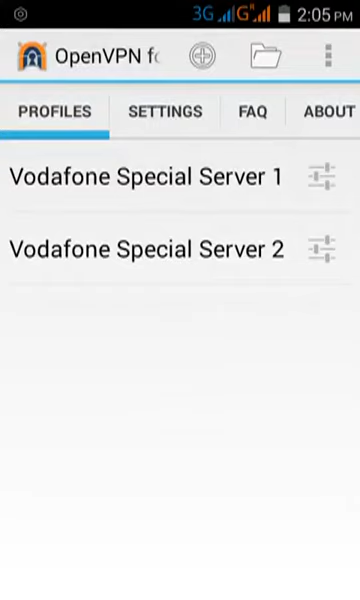 3G G 2:05 PM
OpenVPN fo
PROFILES SETTINGS FAQ ABOUT
Vodafone Special Server 1
Vodafone Special Server 2